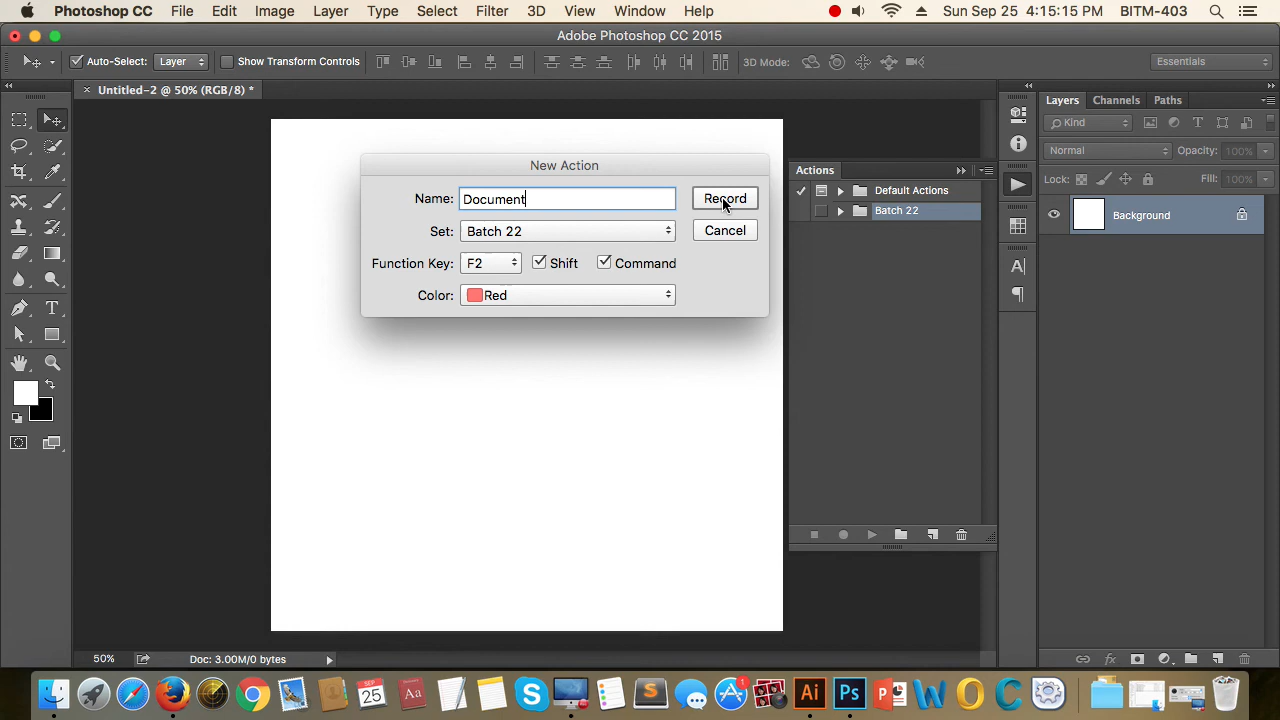 Photoshop CC File Edit Image Layer Type Select Filter 3D View Window Help Sun Sep 25 4:15:15 PM BITM-403
Adobe Photoshop CC 2015
Auto-Select: Layer Show Transform Controls 3D Mode: Essentials
Untitled-2 @ 50% (RGB/8) *
Layers Channels Paths
Kind
Normal Opacity: 100%
Lock: Fill: 100%
Background
New Action
Name: Document Record
Set: Batch 22 Cancel
Function Key: F2 Shift Command
Color: Red
Actions
Default Actions
Batch 22
50% Doc: 3.00M/0 bytes
SEP
25
1